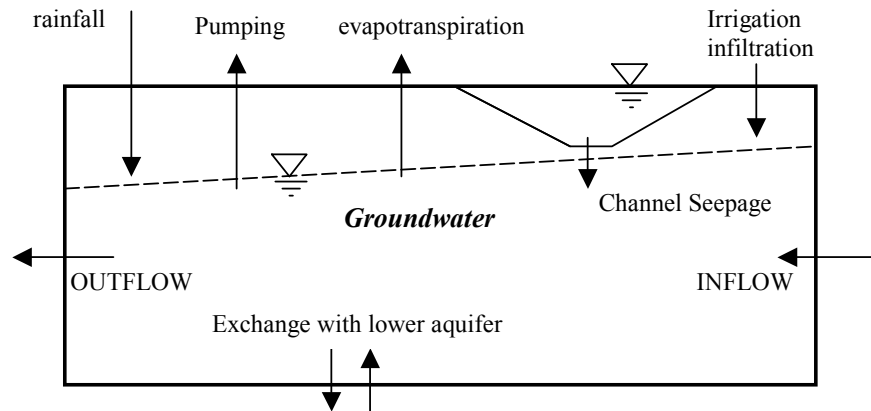 rainfall
Pumping
evapotranspiration
Irrigation
infiltration
Channel Seepage
Groundwater
OUTFLOW
INFLOW
Exchange with lower aquifer